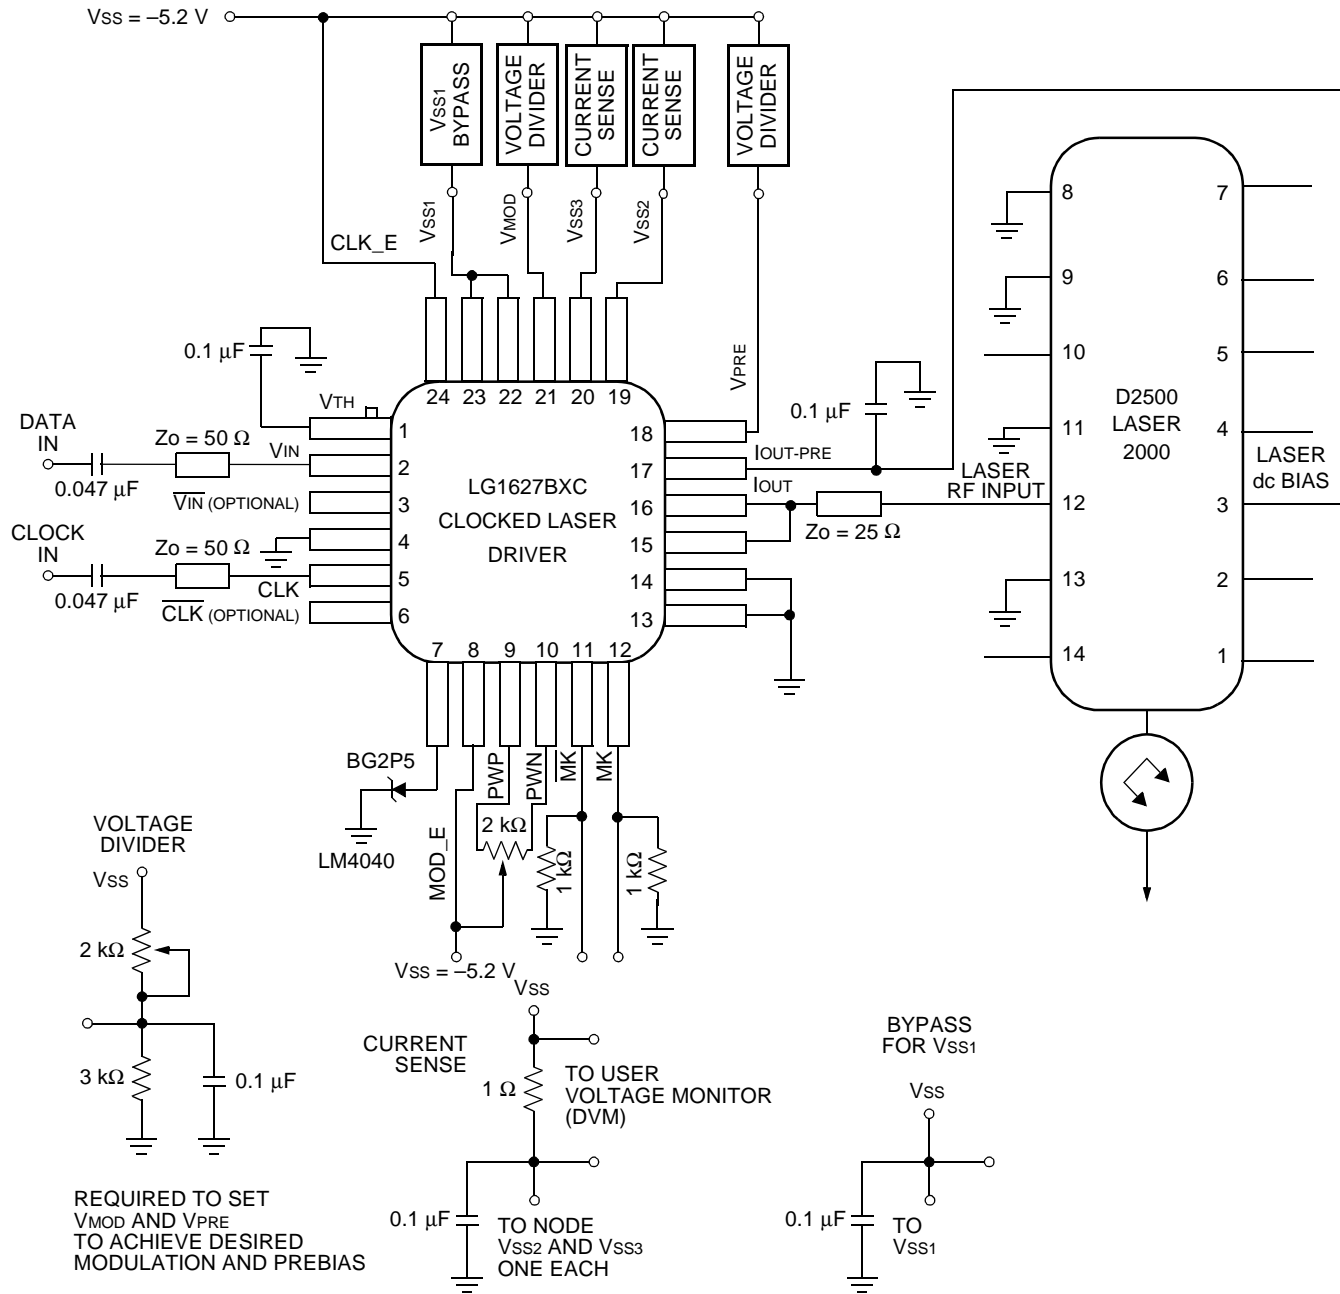 VSS = –5.2 V
VSS1
BYPASS
VOLTAGE
DIVIDER
CURRENT
SENSE
CURRENT
SENSE
VOLTAGE
DIVIDER
VSS1
VMOD
VSS3
VSS2
VPRE
CLK_E
0.1 µF
24 23 22 21 20 19
VTH
DATA
IN
Zo = 50 Ω
VIN
0.047 µF
VIN (OPTIONAL)
CLOCK
IN
Zo = 50 Ω
CLK
0.047 µF
CLK (OPTIONAL)
1
2
3
4
5
6
LG1627BXC
CLOCKED LASER
DRIVER
18
17
16
15
14
13
7 8 9 10 11 12
0.1 µF
IOUT-PRE
IOUT
Zo = 25 Ω
LASER
RF INPUT
8
9
10
11
12
13
14
D2500
LASER
2000
7
6
5
4
3
2
1
LASER
dc BIAS
BG2P5
LM4040
MOD_E
PWP
PWN
MK
MK
2 kΩ
1 kΩ
1 kΩ
VSS = –5.2 V
VOLTAGE
DIVIDER
VSS
2 kΩ
3 kΩ
0.1 µF
REQUIRED TO SET
VMOD AND VPRE
TO ACHIEVE DESIRED
MODULATION AND PREBIAS
VSS
CURRENT
SENSE
1 Ω
TO USER
VOLTAGE MONITOR
(DVM)
0.1 µF
TO NODE
VSS2 AND VSS3
ONE EACH
BYPASS
FOR VSS1
VSS
0.1 µF
TO
VSS1